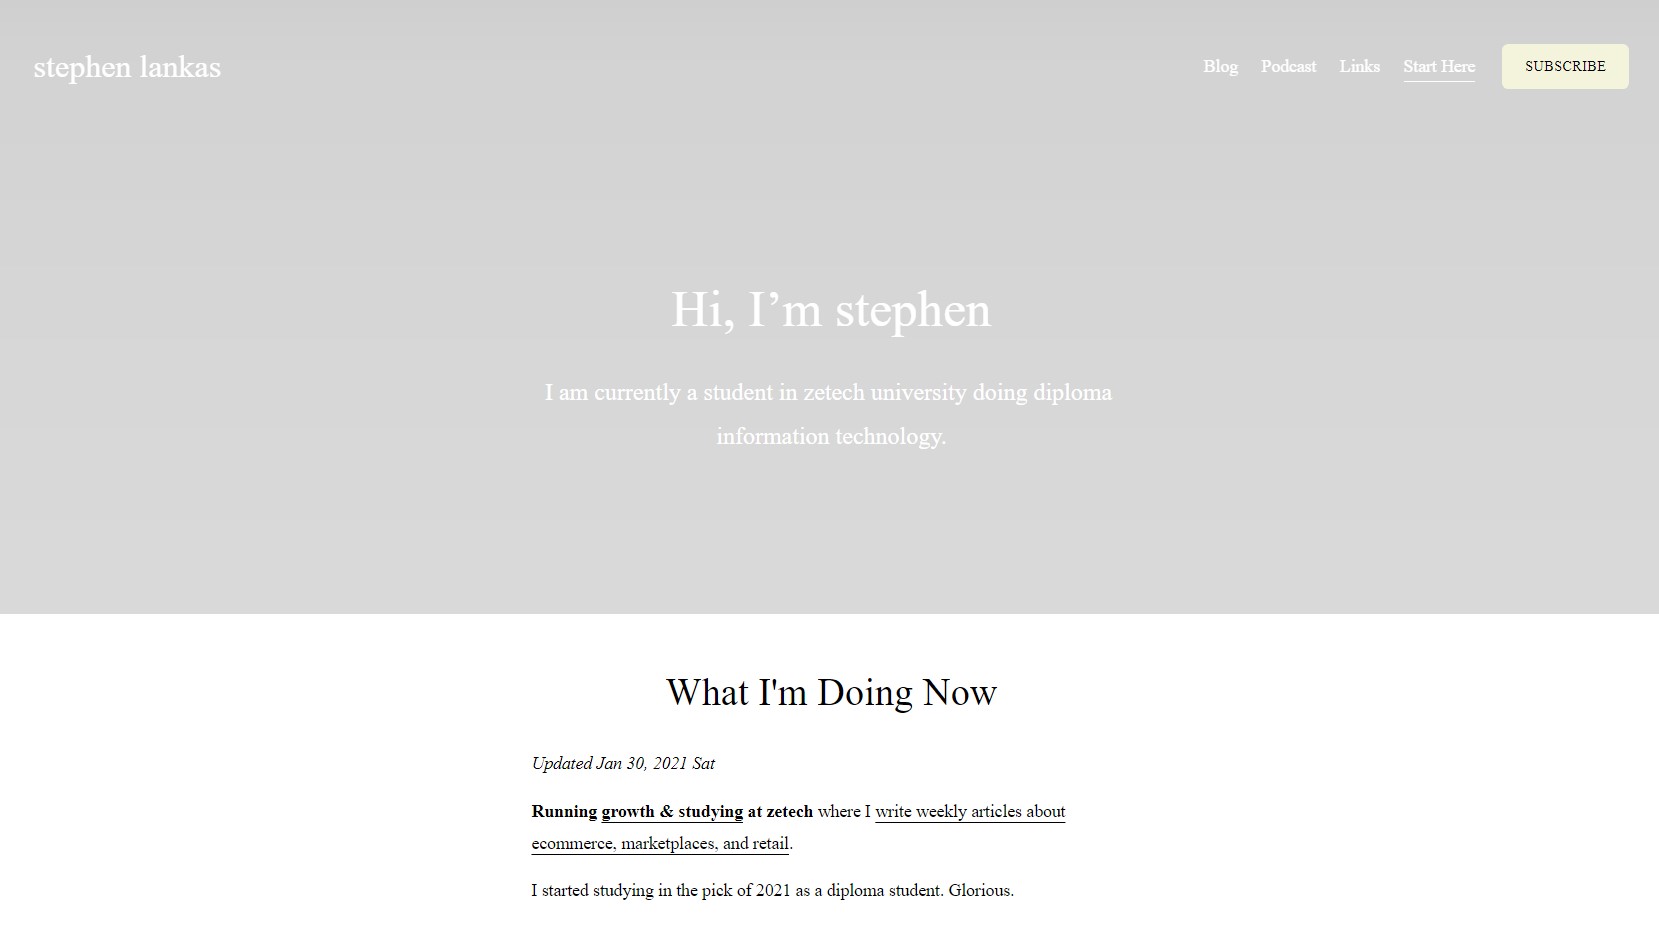 stephen lankas
Blog Podcast Links Start Here SUBSCRIBE
Hi, I’m stephen
I am currently a student in zetech university doing diploma
information technology.
What I'm Doing Now
Updated Jan 30, 2021 Sat
Running growth & studying at zetech where I write weekly articles about
ecommerce, marketplaces, and retail.
I started studying in the pick of 2021 as a diploma student. Glorious.